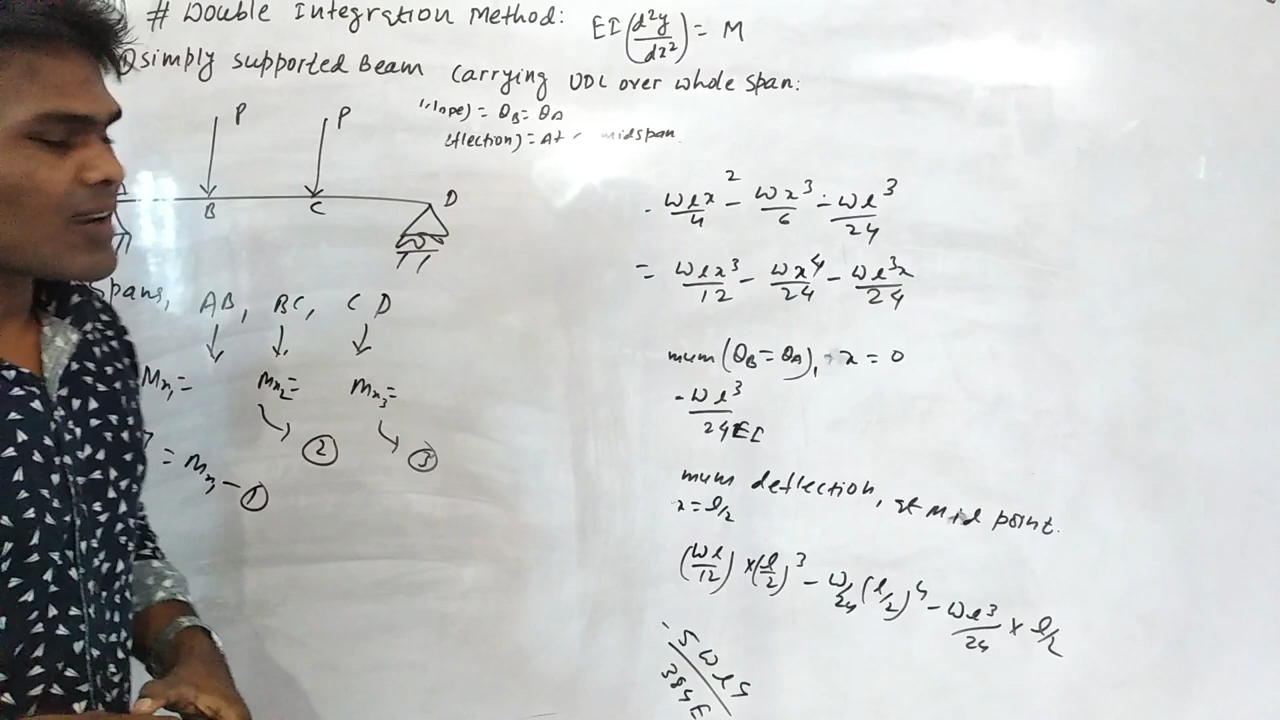 # Double Integration Method: EI(d²y/dx²) = M
① simply supported Beam carrying UDL over whole span:
slope) = θB = θA
eflection) = At midspan.
P P
B C D
spans, AB, BC, CD
Mx₁= Mx₂= Mx₃=
② ③
= Mx₁ - ①
wlx²/4 - wx³/6 - wl³/24
= wlx³/12 - wx⁴/24 - wl³x/24
mum (θB = θA), x = 0
-wl³/24EI
mum deflection, at mid point.
x = l/2
(wl/12) × (l/2)³ - w/24 (l/2)⁴ - wl³/24 × l/2
-5wl⁴/384E